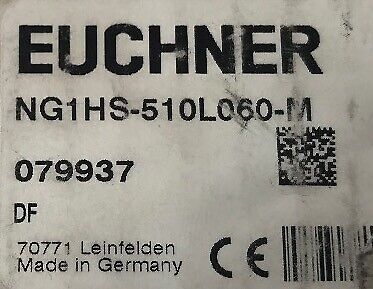 EUCHNER
NG1HS-510L060-M
079937
DF
70771 Leinfelden
Made in Germany
CE